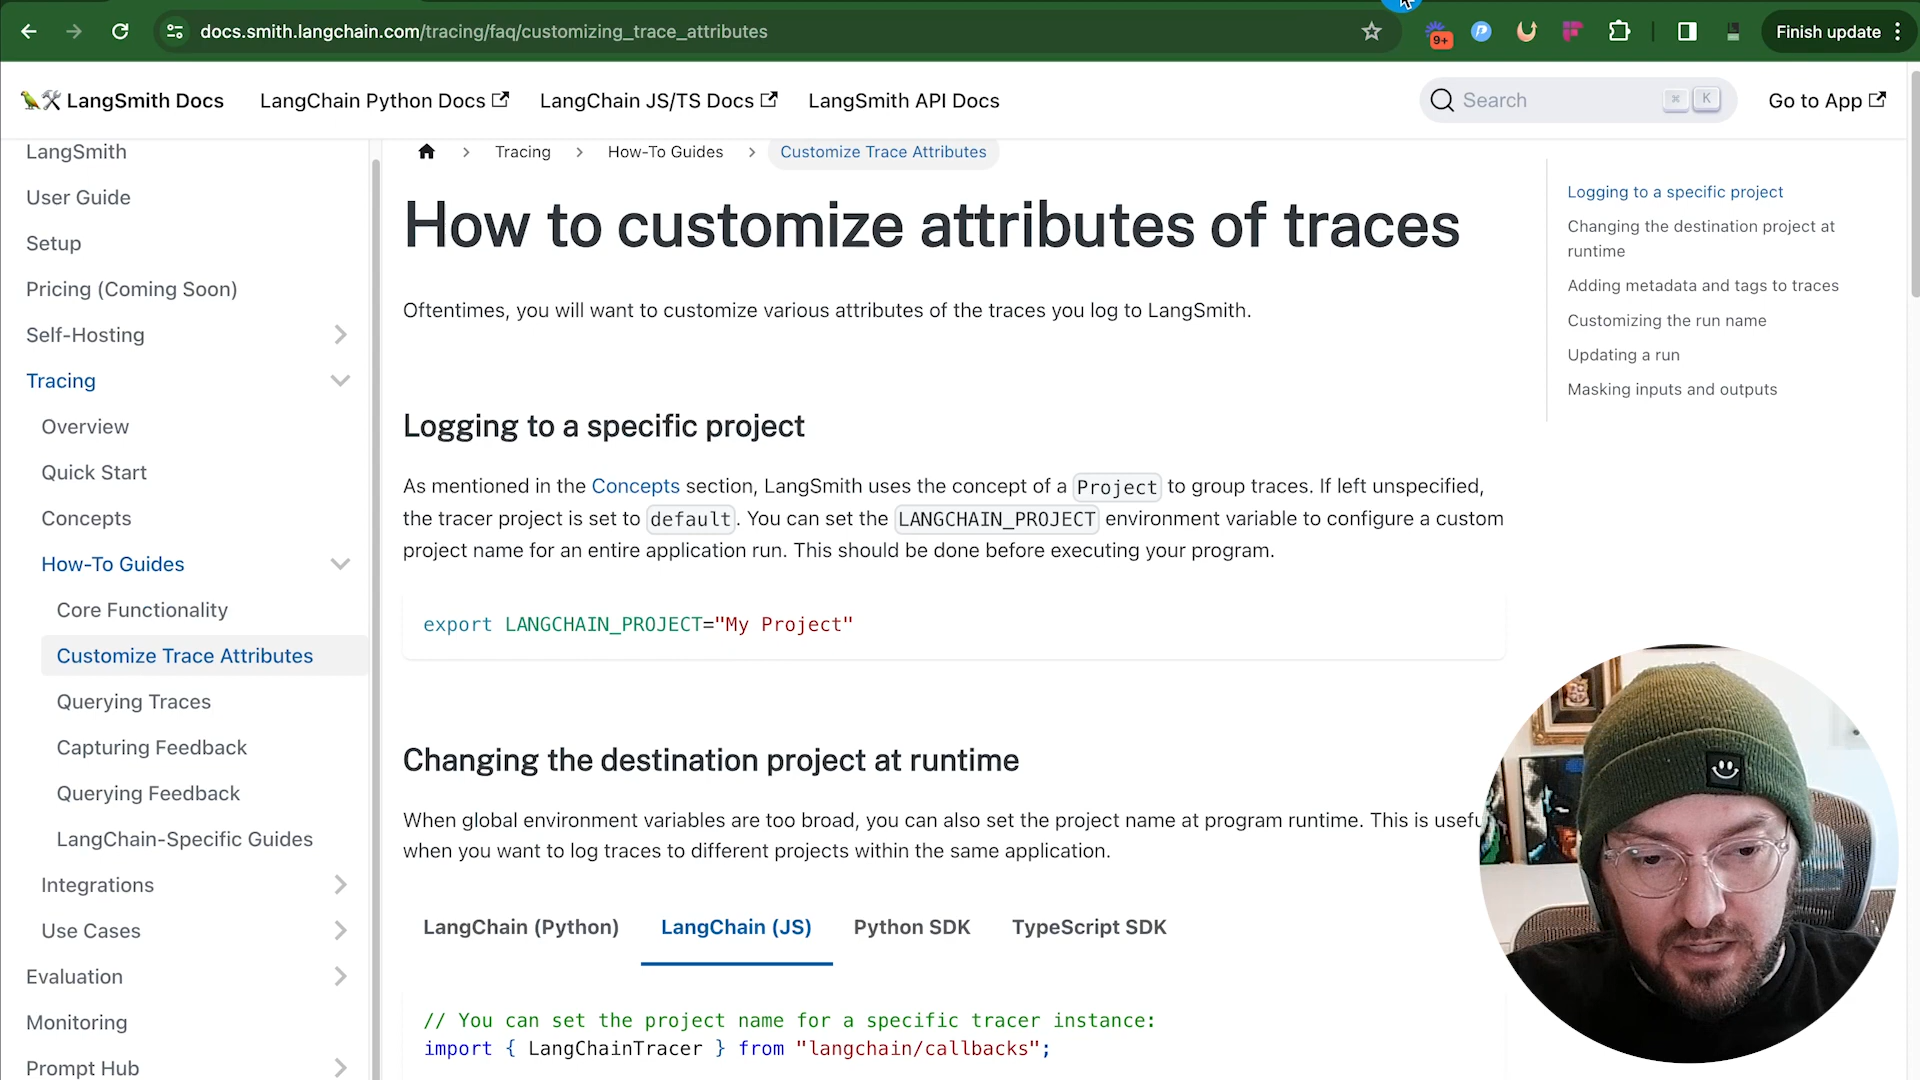 docs.smith.langchain.com/tracing/faq/customizing_trace_attributes
9+
Finish update
LangSmith Docs
LangChain Python Docs
LangChain JS/TS Docs
LangSmith API Docs
Search
⌘ K
Go to App
LangSmith
User Guide
Setup
Pricing (Coming Soon)
Self-Hosting
Tracing
Overview
Quick Start
Concepts
How-To Guides
Core Functionality
Customize Trace Attributes
Querying Traces
Capturing Feedback
Querying Feedback
LangChain-Specific Guides
Integrations
Use Cases
Evaluation
Monitoring
Prompt Hub
Tracing
How-To Guides
Customize Trace Attributes
How to customize attributes of traces
Oftentimes, you will want to customize various attributes of the traces you log to LangSmith.
Logging to a specific project
As mentioned in the Concepts section, LangSmith uses the concept of a Project to group traces. If left unspecified,
the tracer project is set to default. You can set the LANGCHAIN_PROJECT environment variable to configure a custom
project name for an entire application run. This should be done before executing your program.
export LANGCHAIN_PROJECT="My Project"
Changing the destination project at runtime
When global environment variables are too broad, you can also set the project name at program runtime. This is usefu
when you want to log traces to different projects within the same application.
LangChain (Python)
LangChain (JS)
Python SDK
TypeScript SDK
// You can set the project name for a specific tracer instance:
import { LangChainTracer } from "langchain/callbacks";
Logging to a specific project
Changing the destination project at
runtime
Adding metadata and tags to traces
Customizing the run name
Updating a run
Masking inputs and outputs